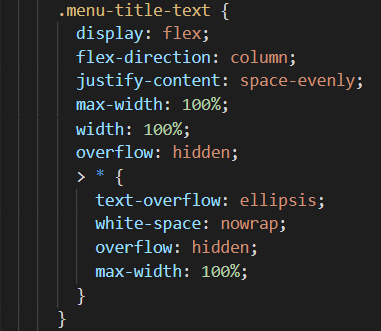 .menu-title-text {
display: flex;
flex-direction: column;
justify-content: space-evenly;
max-width: 100%;
width: 100%;
overflow: hidden;
> * {
text-overflow: ellipsis;
white-space: nowrap;
overflow: hidden;
max-width: 100%;
}
}